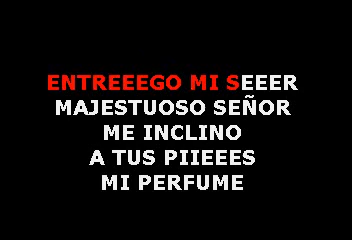 ENTREEEGO MI SEEER
MAJESTUOSO SEÑOR
ME INCLINO
A TUS PIIEEES
MI PERFUME